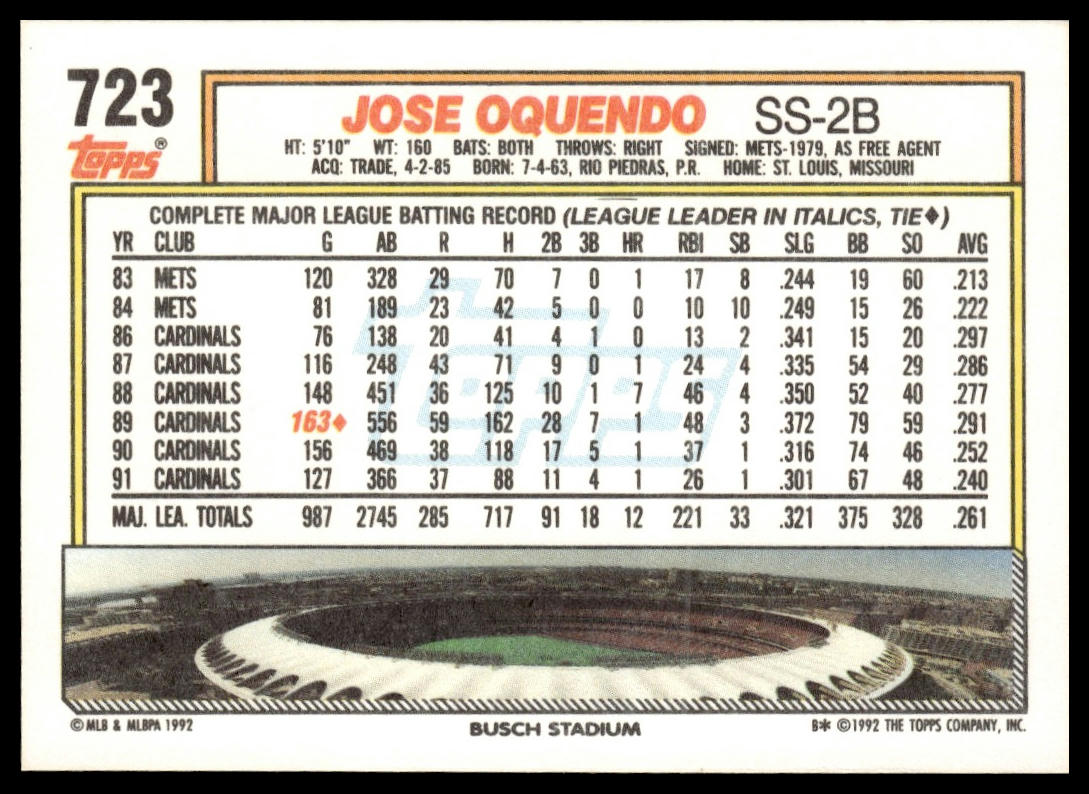 723
topps®
JOSE OQUENDO SS-2B
HT: 5'10" WT: 160 BATS: BOTH THROWS: RIGHT SIGNED: METS-1979, AS FREE AGENT
ACQ: TRADE, 4-2-85 BORN: 7-4-63, RIO PIEDRAS, P.R. HOME: ST. LOUIS, MISSOURI
COMPLETE MAJOR LEAGUE BATTING RECORD (LEAGUE LEADER IN ITALICS, TIE♦)
YR CLUB G AB R H 2B 3B HR RBI SB SLG BB SO AVG
83 METS 120 328 29 70 7 0 1 17 8 .244 19 60 .213
84 METS 81 189 23 42 5 0 0 10 10 .249 15 26 .222
86 CARDINALS 76 138 20 41 4 1 0 13 2 .341 15 20 .297
87 CARDINALS 116 248 43 71 9 0 1 24 4 .335 54 29 .286
88 CARDINALS 148 451 36 125 10 1 7 46 4 .350 52 40 .277
89 CARDINALS 163♦ 556 59 162 28 7 1 48 3 .372 79 59 .291
90 CARDINALS 156 469 38 118 17 5 1 37 1 .316 74 46 .252
91 CARDINALS 127 366 37 88 11 4 1 26 1 .301 67 48 .240
MAJ. LEA. TOTALS 987 2745 285 717 91 18 12 221 33 .321 375 328 .261
Topps
©MLB & MLBPA 1992 BUSCH STADIUM B* ©1992 THE TOPPS COMPANY, INC.